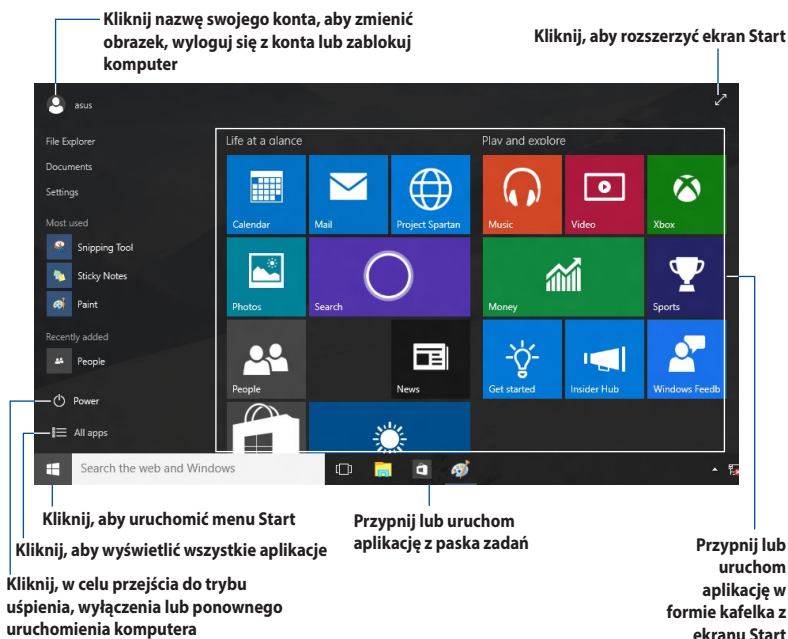 Kliknij nazwę swojego konta, aby zmienić
obrazek, wyloguj się z konta lub zablokuj
komputer
Kliknij, aby rozszerzyć ekran Start
asus
File Explorer
Documents
Settings
Most used
Snipping Tool
Sticky Notes
Paint
Recently added
People
Power
All apps
Life at a glance
Play and explore
Calendar
Mail
Project Spartan
Music
Video
Xbox
Photos
Search
Money
Sports
People
News
Get started
Insider Hub
Windows Feedb
Search the web and Windows
Kliknij, aby uruchomić menu Start
Kliknij, aby wyświetlić wszystkie aplikacje
Kliknij, w celu przejścia do trybu
uśpienia, wyłączenia lub ponownego
uruchomienia komputera
Przypnij lub uruchom
aplikację z paska zadań
Przypnij lub
uruchom
aplikację w
formie kafelka z
ekranu Start